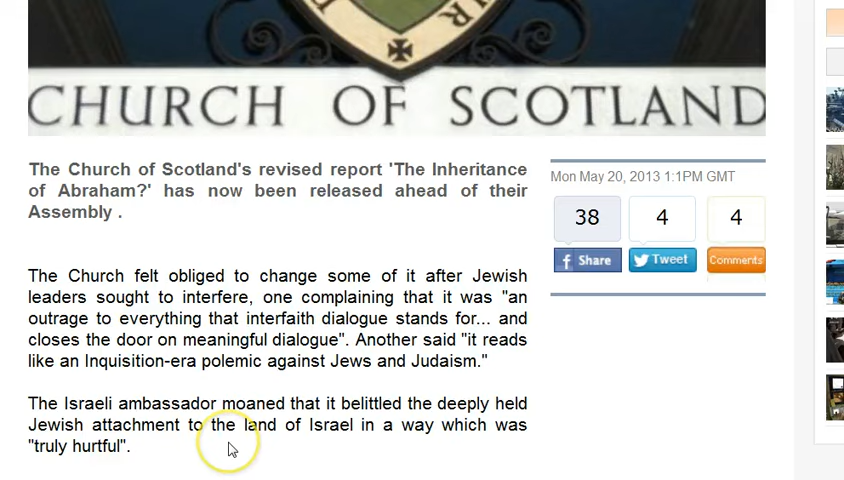 CHURCH OF SCOTLAND
The Church of Scotland's revised report 'The Inheritance
of Abraham?' has now been released ahead of their
Assembly .
Mon May 20, 2013 1:1PM GMT
38 4 4
Share Tweet Comments
The Church felt obliged to change some of it after Jewish
leaders sought to interfere, one complaining that it was "an
outrage to everything that interfaith dialogue stands for... and
closes the door on meaningful dialogue". Another said "it reads
like an Inquisition-era polemic against Jews and Judaism."
The Israeli ambassador moaned that it belittled the deeply held
Jewish attachment to the land of Israel in a way which was
"truly hurtful".